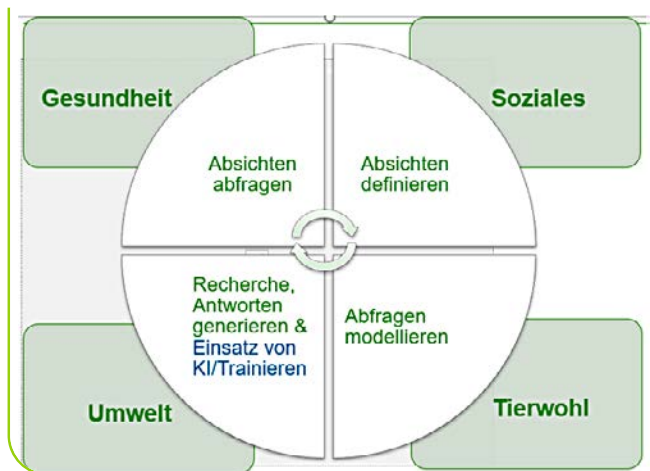 Gesundheit
Soziales
Absichten
abfragen
Absichten
definieren
Recherche,
Antworten
generieren &
Einsatz von
KI/Trainieren
Abfragen
modellieren
Umwelt
Tierwohl